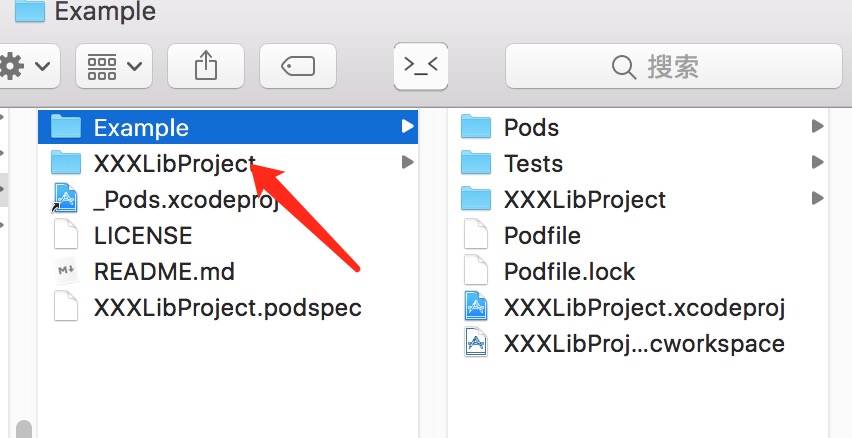 Example
>_<
搜索
Example
XXXLibProject
_Pods.xcodeproj
LICENSE
M↓
README.md
XXXLibProject.podspec
Pods
Tests
XXXLibProject
Podfile
Podfile.lock
XXXLibProject.xcodeproj
XXXLibProj...cworkspace